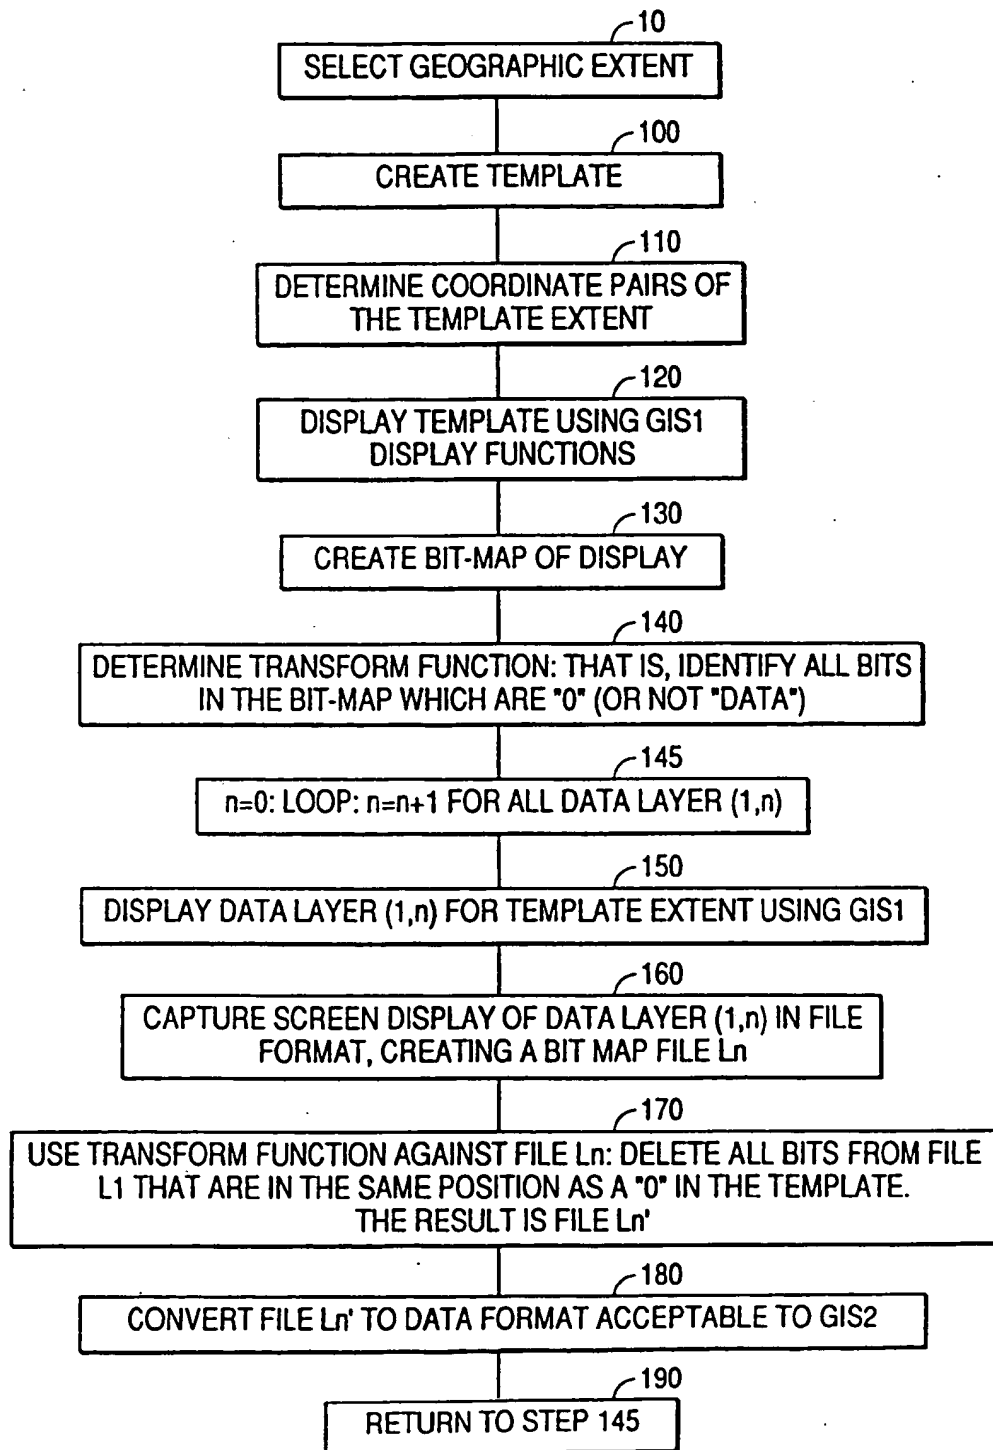 10
SELECT GEOGRAPHIC EXTENT
100
CREATE TEMPLATE
110
DETERMINE COORDINATE PAIRS OF
THE TEMPLATE EXTENT
120
DISPLAY TEMPLATE USING GIS1
DISPLAY FUNCTIONS
130
CREATE BIT-MAP OF DISPLAY
140
DETERMINE TRANSFORM FUNCTION: THAT IS, IDENTIFY ALL BITS
IN THE BIT-MAP WHICH ARE "0" (OR NOT "DATA")
145
n=0: LOOP: n=n+1 FOR ALL DATA LAYER (1,n)
150
DISPLAY DATA LAYER (1,n) FOR TEMPLATE EXTENT USING GIS1
160
CAPTURE SCREEN DISPLAY OF DATA LAYER (1,n) IN FILE
FORMAT, CREATING A BIT MAP FILE Ln
170
USE TRANSFORM FUNCTION AGAINST FILE Ln: DELETE ALL BITS FROM FILE
L1 THAT ARE IN THE SAME POSITION AS A "0" IN THE TEMPLATE.
THE RESULT IS FILE Ln'
180
CONVERT FILE Ln' TO DATA FORMAT ACCEPTABLE TO GIS2
190
RETURN TO STEP 145